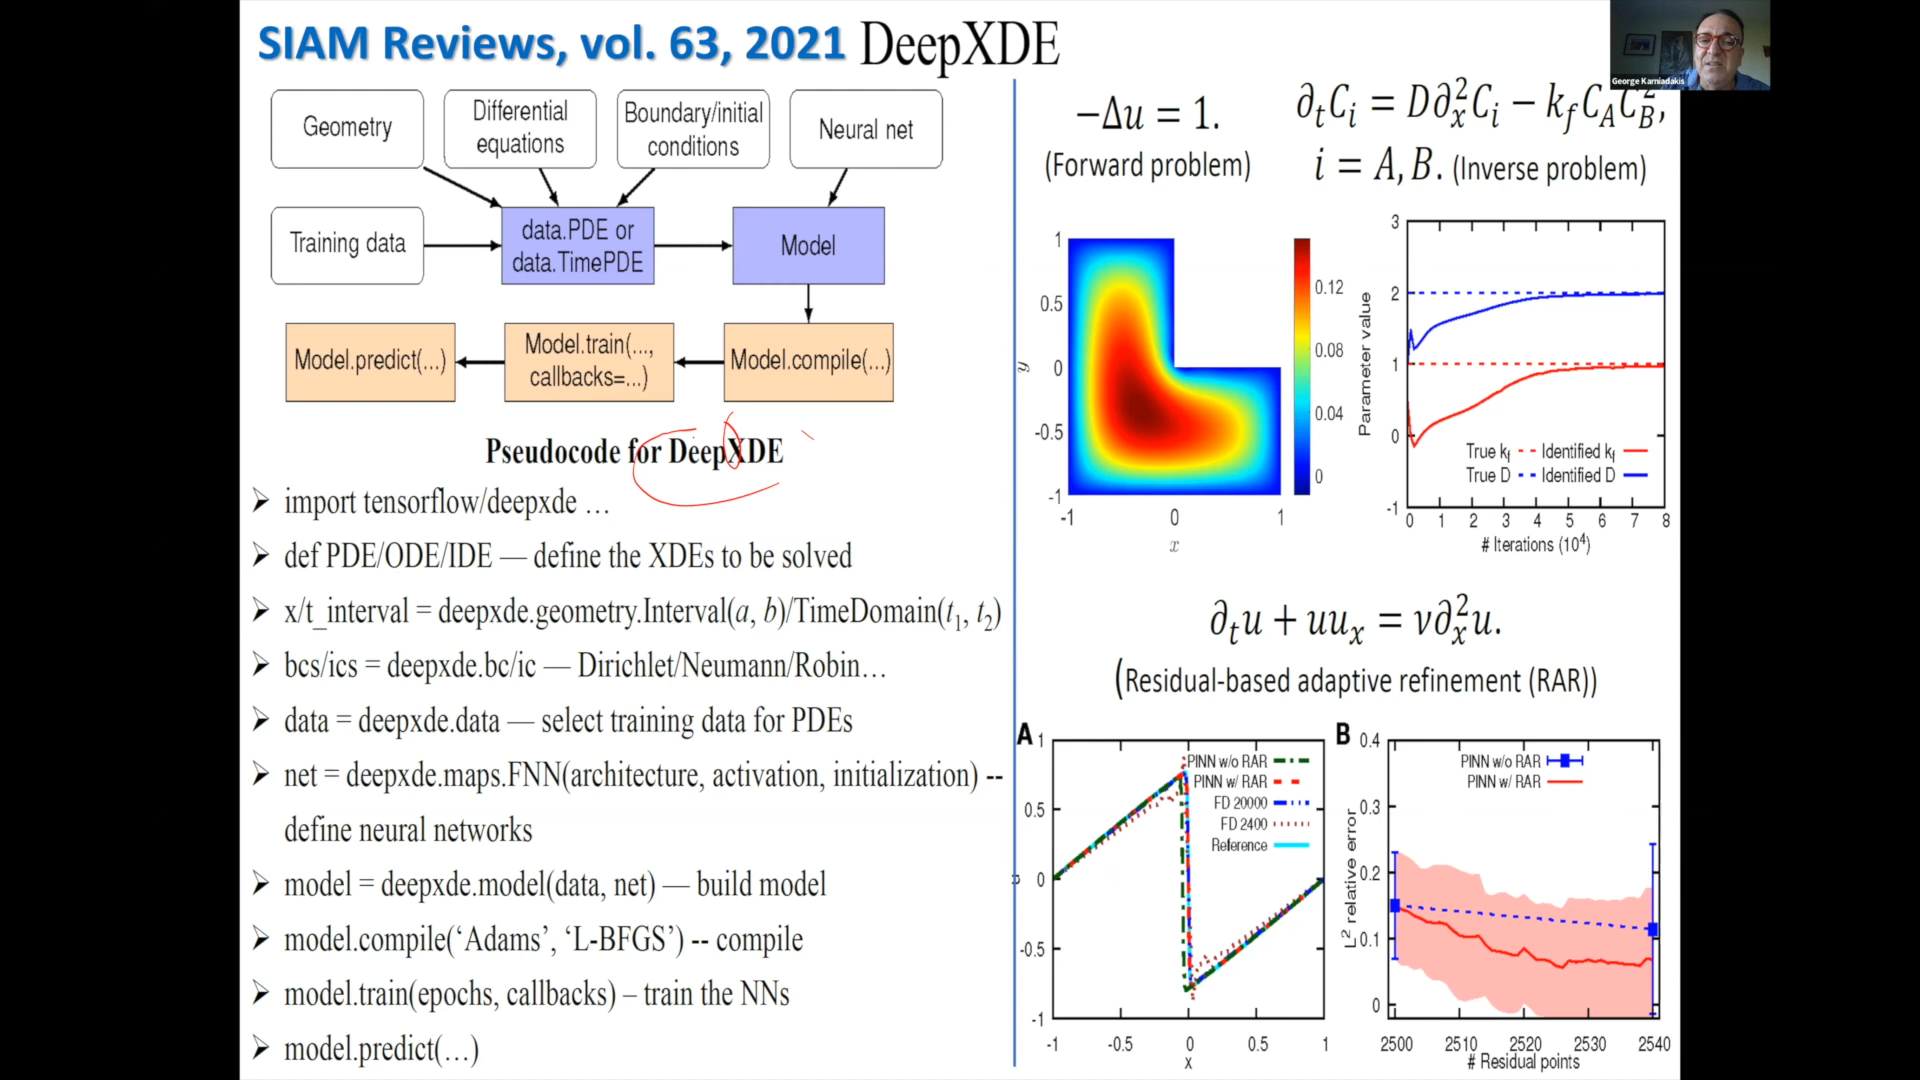 SIAM Reviews, vol. 63, 2021 DeepXDE
George Karniadakis
Geometry
Differential
equations
Boundary/initial
conditions
Neural net
Training data
data.PDE or
data.TimePDE
Model
Model.predict(...)
Model.train(...,
callbacks=...)
Model.compile(...)
Pseudocode for DeepXDE
➢ import tensorflow/deepxde …
➢ def PDE/ODE/IDE — define the XDEs to be solved
➢ x/t_interval = deepxde.geometry.Interval(a, b)/TimeDomain(t₁, t₂)
➢ bcs/ics = deepxde.bc/ic — Dirichlet/Neumann/Robin…
➢ data = deepxde.data — select training data for PDEs
➢ net = deepxde.maps.FNN(architecture, activation, initialization) --
define neural networks
➢ model = deepxde.model(data, net) — build model
➢ model.compile(‘Adams’, ‘L-BFGS’) -- compile
➢ model.train(epochs, callbacks) – train the NNs
➢ model.predict(…)
−Δu = 1.
(Forward problem)
∂ₜCᵢ = D∂ₓ²Cᵢ − k_f C_A C_B²,
i = A, B. (Inverse problem)
1
0.5
0
-0.5
-1
y
-1 0 1
x
0.12
0.08
0.04
0
3
2
1
0
-1
Parameter value
True k_f
Identified k_f
True D
Identified D
0 1 2 3 4 5 6 7 8
# Iterations (10⁴)
∂ₜu + uuₓ = ν∂ₓ²u.
(Residual-based adaptive refinement (RAR))
A
1
0.5
0
-0.5
-1
u
PINN w/o RAR
PINN w/ RAR
FD 20000
FD 2400
Reference
-1 -0.5 0 0.5 1
x
B
0.4
0.3
0.2
0.1
0
L² relative error
PINN w/o RAR
PINN w/ RAR
2500 2510 2520 2530 2540
# Residual points